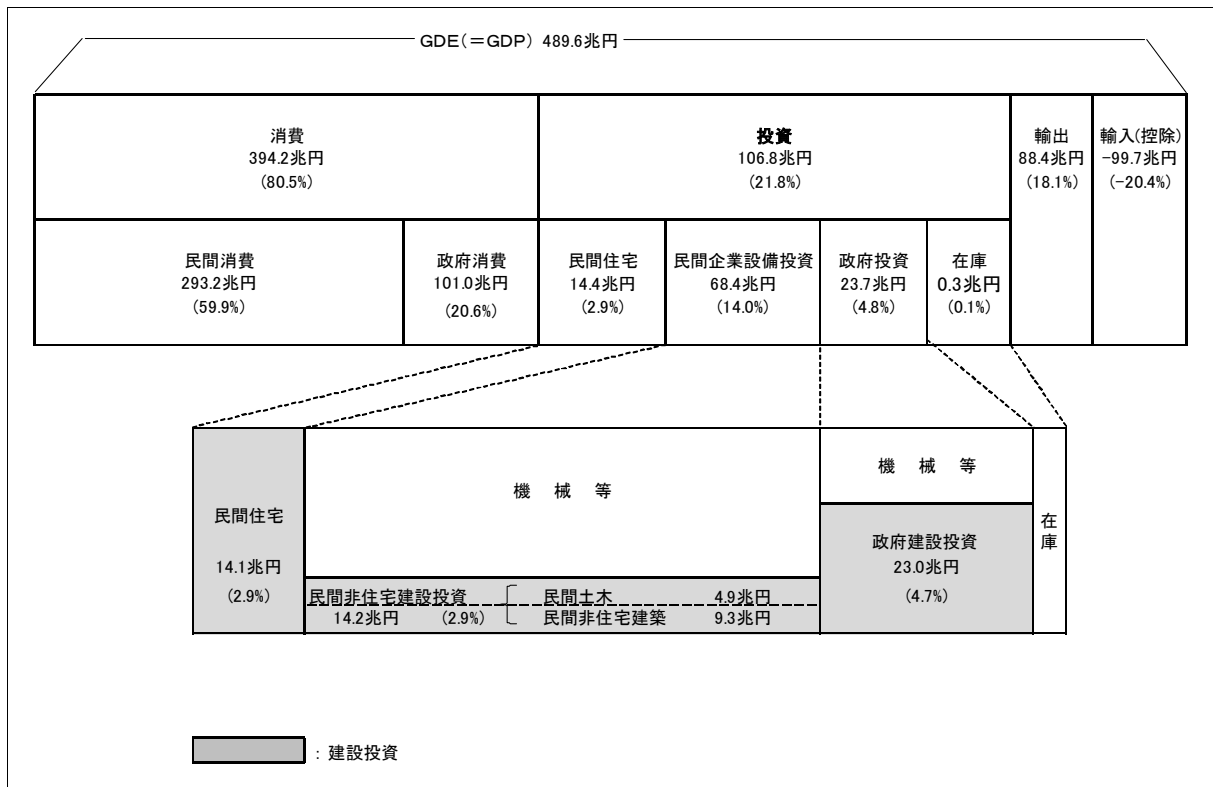 GDE(=GDP) 489.6兆円
消費
394.2兆円
(80.5%)
投資
106.8兆円
(21.8%)
輸出
88.4兆円
(18.1%)
輸入(控除)
-99.7兆円
(-20.4%)
民間消費
293.2兆円
(59.9%)
政府消費
101.0兆円
(20.6%)
民間住宅
14.4兆円
(2.9%)
民間企業設備投資
68.4兆円
(14.0%)
政府投資
23.7兆円
(4.8%)
在庫
0.3兆円
(0.1%)
民間住宅
14.1兆円
(2.9%)
機 械 等
民間非住宅建設投資
14.2兆円 (2.9%)
民間土木 4.9兆円
民間非住宅建築 9.3兆円
機 械 等
政府建設投資
23.0兆円
(4.7%)
在庫
：建設投資